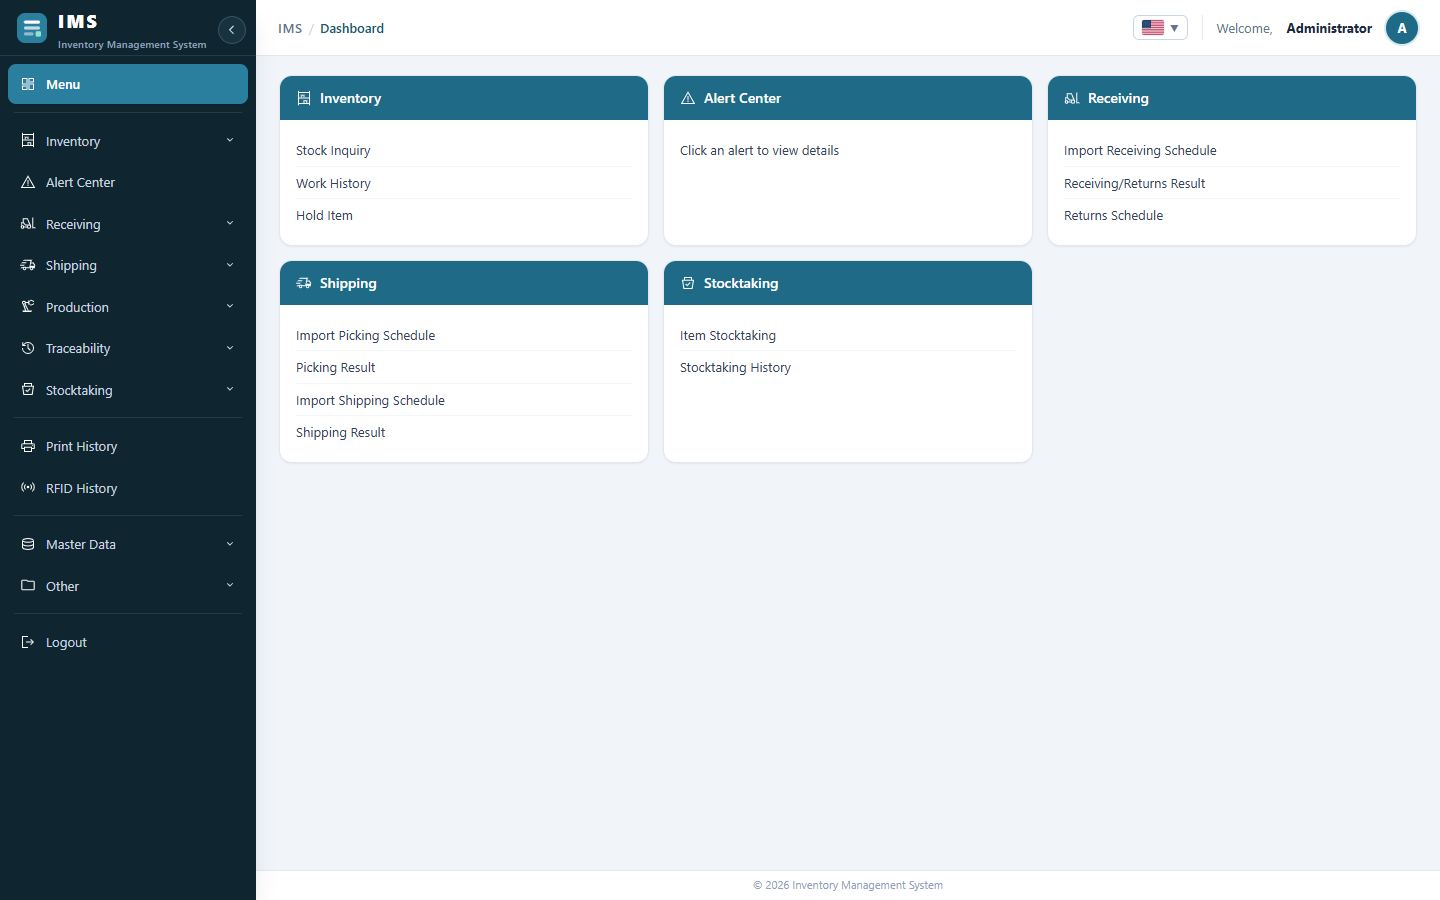 IMS
Inventory Management System
Menu
Inventory
Alert Center
Receiving
Shipping
Production
Traceability
Stocktaking
Print History
RFID History
Master Data
Other
Logout
IMS / Dashboard
Welcome, Administrator A
Inventory
Stock Inquiry
Work History
Hold Item
Alert Center
Click an alert to view details
Receiving
Import Receiving Schedule
Receiving/Returns Result
Returns Schedule
Shipping
Import Picking Schedule
Picking Result
Import Shipping Schedule
Shipping Result
Stocktaking
Item Stocktaking
Stocktaking History
© 2026 Inventory Management System